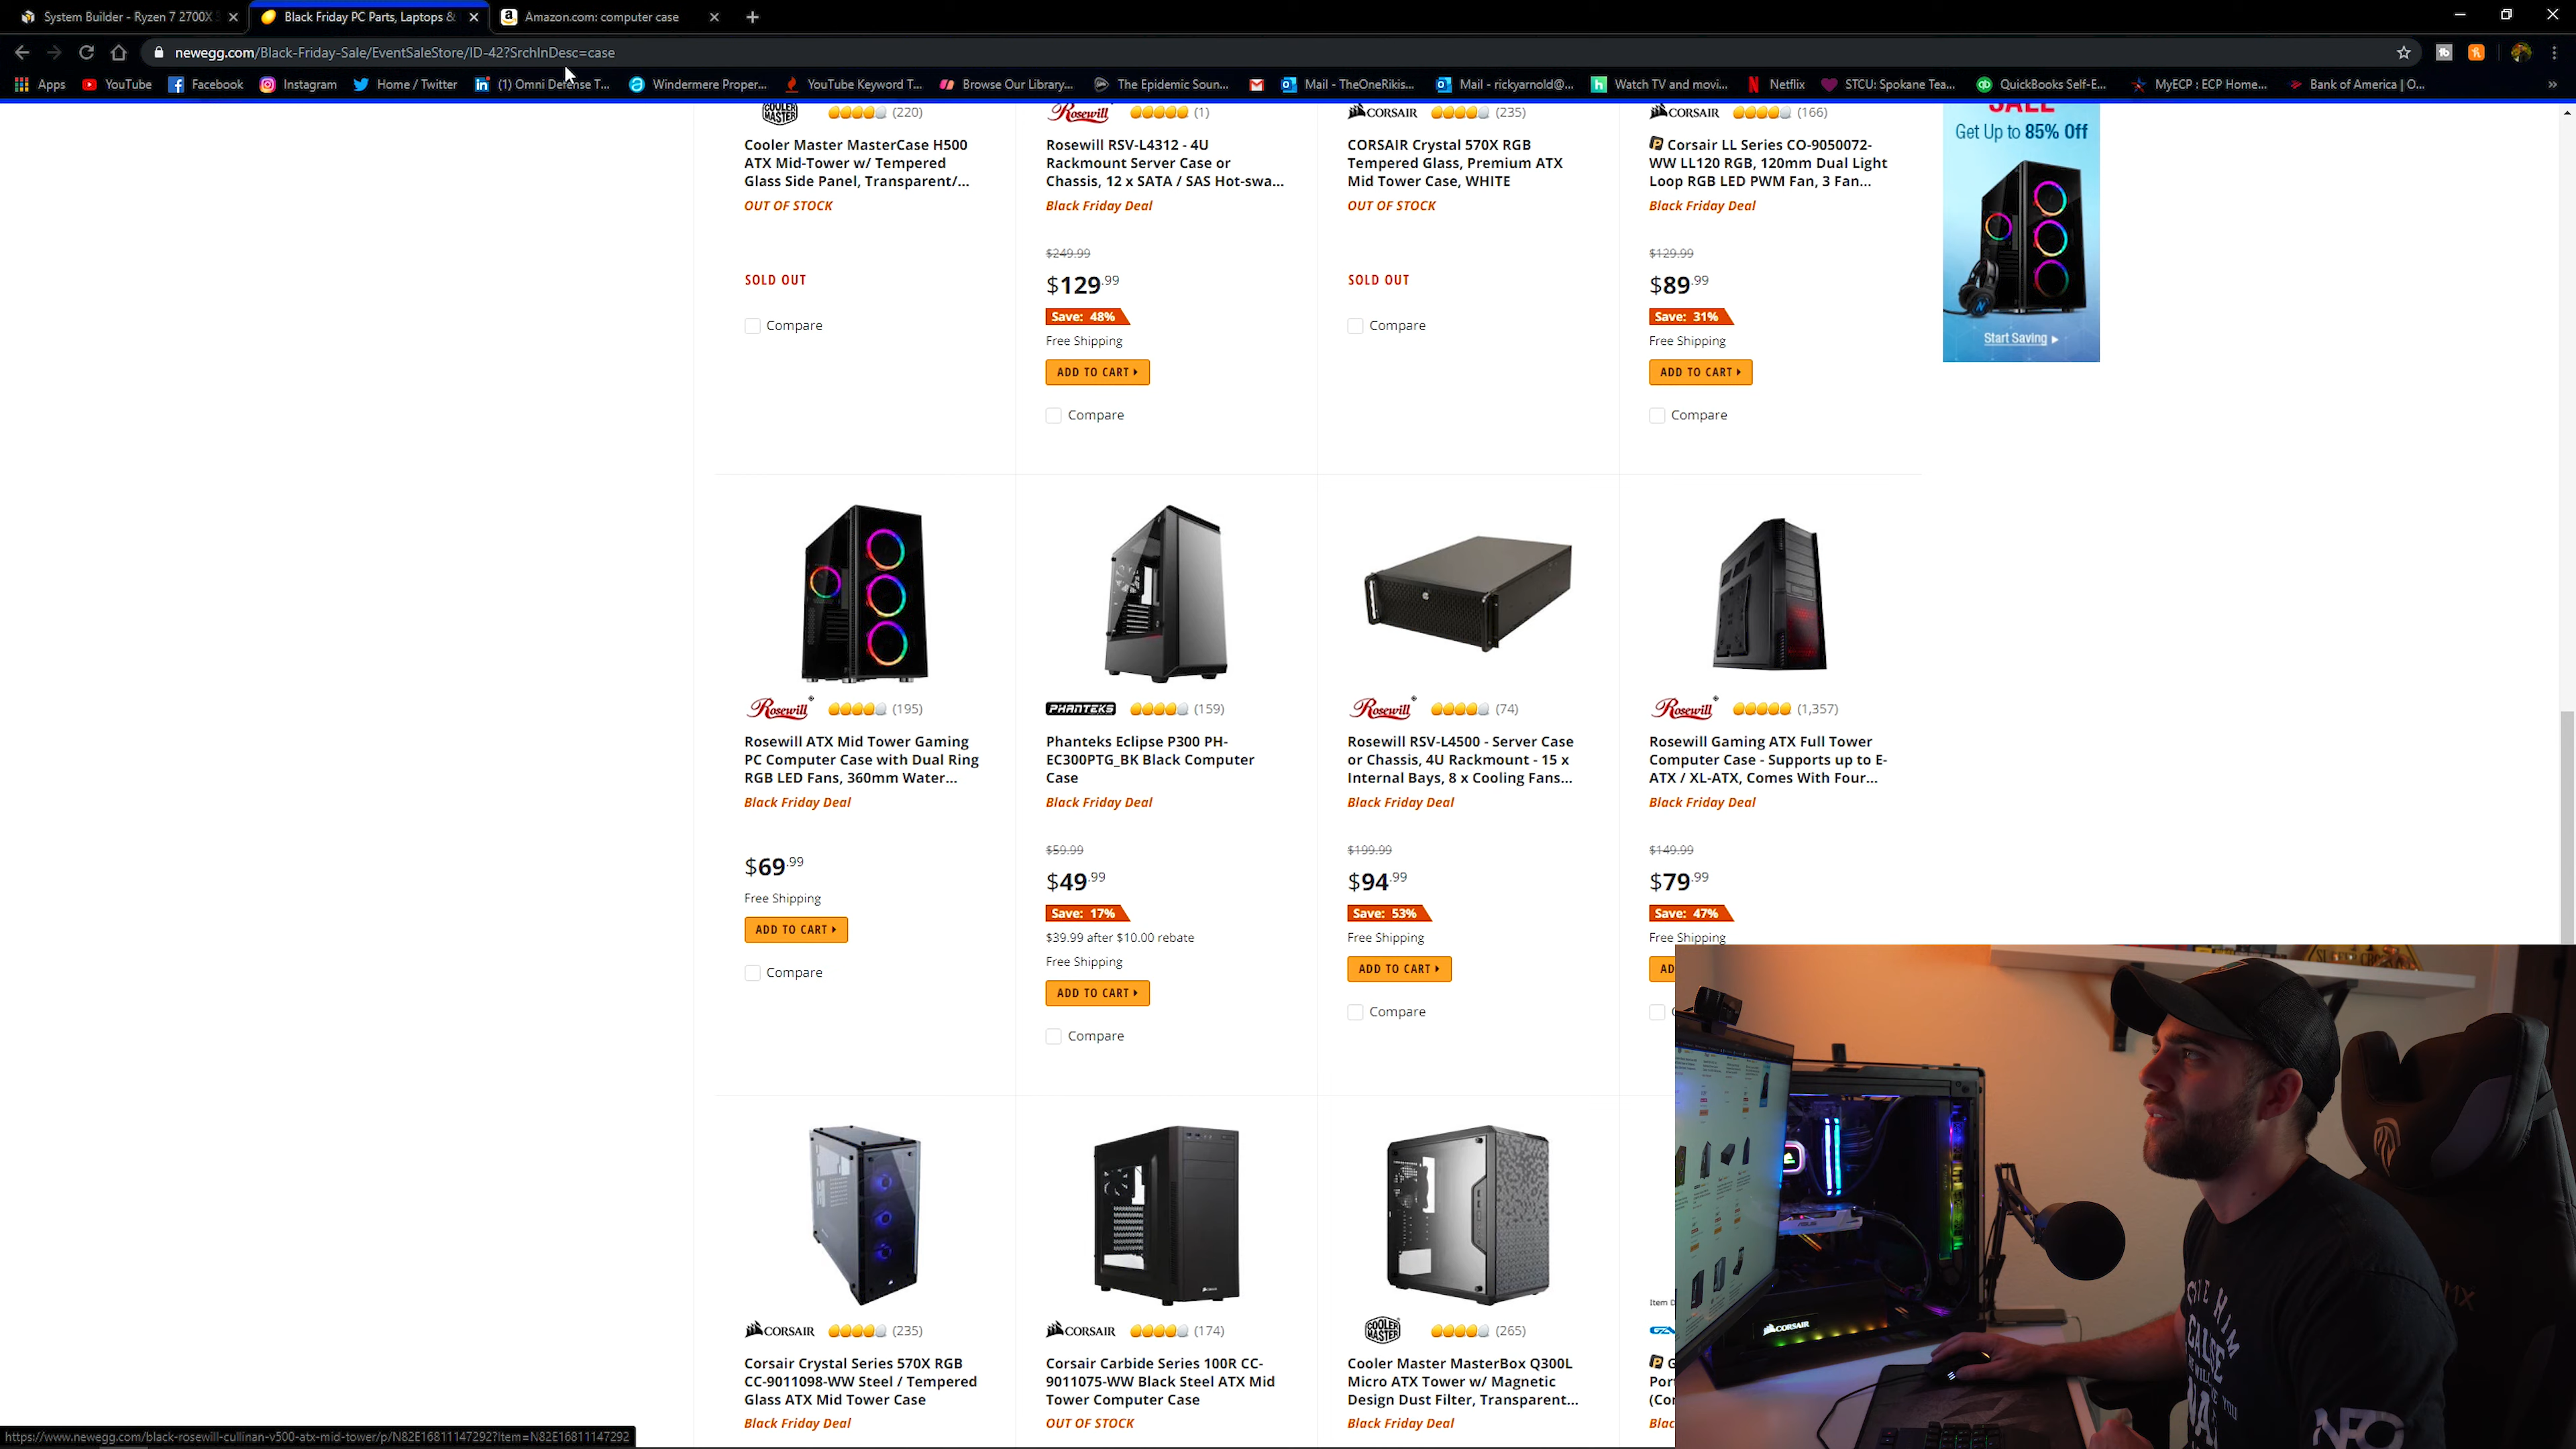 System Builder - Ryzen 7 2700X
Black Friday PC Parts, Laptops &
Amazon.com: computer case
newegg.com/Black-Friday-Sale/EventSaleStore/ID-42?SrchInDesc=case
Apps YouTube Facebook Instagram Home / Twitter (1) Omni Defense T... Windermere Proper... YouTube Keyword T... Browse Our Library... The Epidemic Soun... Mail - TheOneRikis... Mail - rickyarnold@... Watch TV and movi... Netflix STCU: Spokane Tea... QuickBooks Self-E... MyECP : ECP Home... Bank of America | O...
COOLER MASTER (220)
Cooler Master MasterCase H500
ATX Mid-Tower w/ Tempered
Glass Side Panel, Transparent/...
OUT OF STOCK
SOLD OUT
Compare
Rosewill (1)
Rosewill RSV-L4312 - 4U
Rackmount Server Case or
Chassis, 12 x SATA / SAS Hot-swa...
Black Friday Deal
$249.99
$129.99
Save: 48%
Free Shipping
ADD TO CART
Compare
CORSAIR (235)
CORSAIR Crystal 570X RGB
Tempered Glass, Premium ATX
Mid Tower Case, WHITE
OUT OF STOCK
SOLD OUT
Compare
CORSAIR (166)
Corsair LL Series CO-9050072-
WW LL120 RGB, 120mm Dual Light
Loop RGB LED PWM Fan, 3 Fan...
Black Friday Deal
$129.99
$89.99
Save: 31%
Free Shipping
ADD TO CART
Compare
SALE
Get Up to 85% Off
Start Saving
Rosewill (195)
Rosewill ATX Mid Tower Gaming
PC Computer Case with Dual Ring
RGB LED Fans, 360mm Water...
Black Friday Deal
$69.99
Free Shipping
ADD TO CART
Compare
PHANTEKS (159)
Phanteks Eclipse P300 PH-
EC300PTG_BK Black Computer
Case
Black Friday Deal
$59.99
$49.99
Save: 17%
$39.99 after $10.00 rebate
Free Shipping
ADD TO CART
Compare
Rosewill (74)
Rosewill RSV-L4500 - Server Case
or Chassis, 4U Rackmount - 15 x
Internal Bays, 8 x Cooling Fans...
Black Friday Deal
$199.99
$94.99
Save: 53%
Free Shipping
ADD TO CART
Compare
Rosewill (1,357)
Rosewill Gaming ATX Full Tower
Computer Case - Supports up to E-
ATX / XL-ATX, Comes With Four...
Black Friday Deal
$149.99
$79.99
Save: 47%
Free Shipping
AD
CORSAIR (235)
Corsair Crystal Series 570X RGB
CC-9011098-WW Steel / Tempered
Glass ATX Mid Tower Case
Black Friday Deal
CORSAIR (174)
Corsair Carbide Series 100R CC-
9011075-WW Black Steel ATX Mid
Tower Computer Case
OUT OF STOCK
COOLER MASTER (265)
Cooler Master MasterBox Q300L
Micro ATX Tower w/ Magnetic
Design Dust Filter, Transparent...
Black Friday Deal
Item
G
Por
(Co
Blac
CORSAIR
https://www.newegg.com/black-rosewill-cullinan-v500-atx-mid-tower/p/N82E16811147292?Item=N82E16811147292